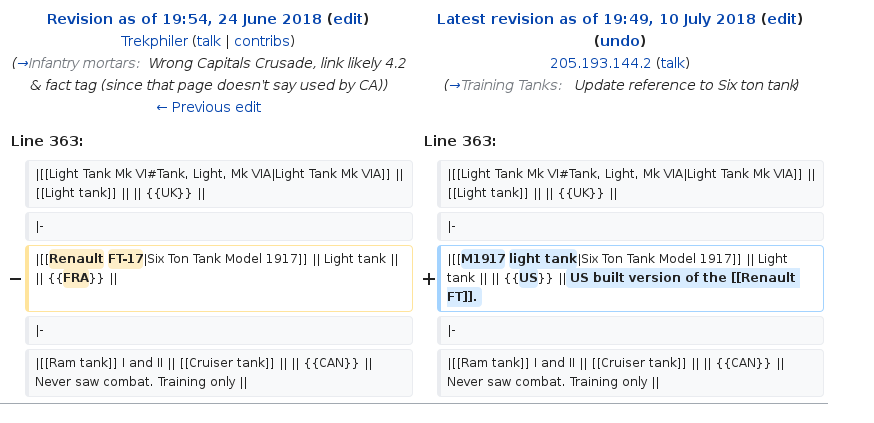 Revision as of 19:54, 24 June 2018 (edit)
Trekphiler (talk | contribs)
(→Infantry mortars: Wrong Capitals Crusade, link likely 4.2
& fact tag (since that page doesn't say used by CA))
← Previous edit
Latest revision as of 19:49, 10 July 2018 (edit)
(undo)
205.193.144.2 (talk)
(→Training Tanks: Update reference to Six ton tank)
Line 363:
Line 363:
|[[Light Tank Mk VI#Tank, Light, Mk VIA|Light Tank Mk VIA]] ||
[[Light tank]] || || {{UK}} ||
|[[Light Tank Mk VI#Tank, Light, Mk VIA|Light Tank Mk VIA]] ||
[[Light tank]] || || {{UK}} ||
|-
|-
−
|[[Renault FT-17|Six Ton Tank Model 1917]] || Light tank ||
|| {{FRA}} ||
+
|[[M1917 light tank|Six Ton Tank Model 1917]] || Light
tank || || {{US}} || US built version of the [[Renault
FT]].
|-
|-
|[[Ram tank]] I and II || [[Cruiser tank]] || || {{CAN}} ||
Never saw combat. Training only ||
|[[Ram tank]] I and II || [[Cruiser tank]] || || {{CAN}} ||
Never saw combat. Training only ||